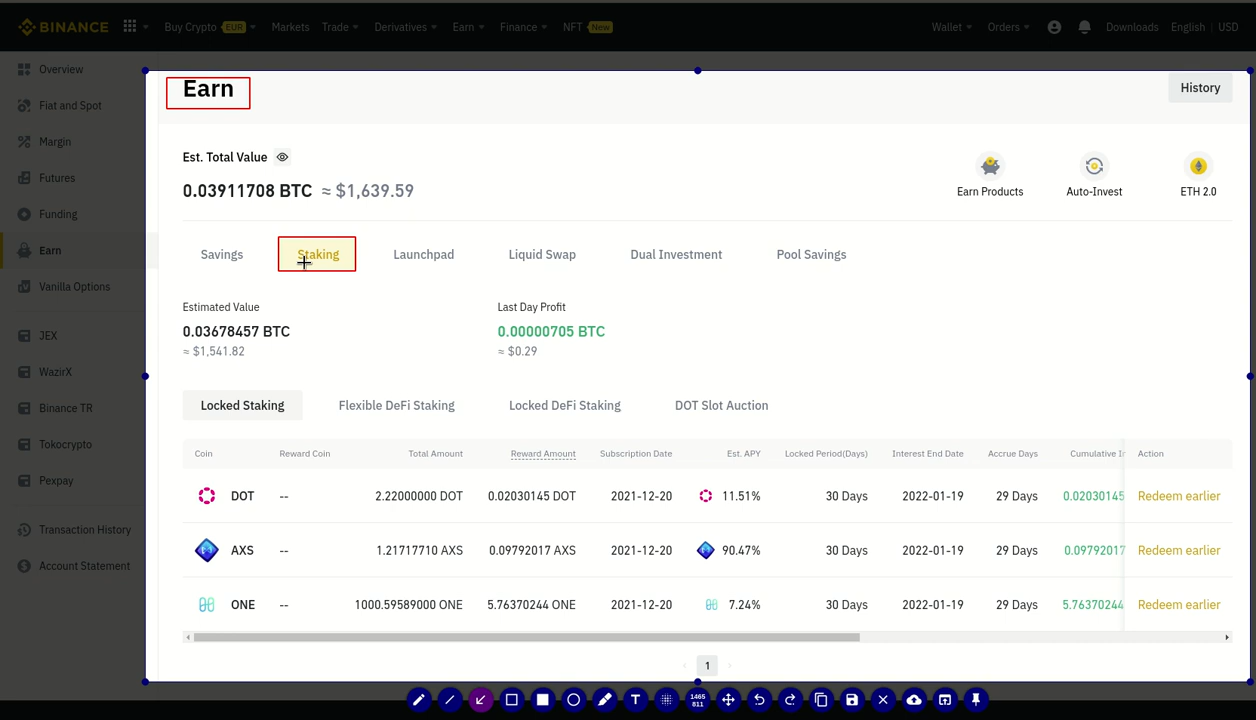 BINANCE Buy Crypto EUR Markets Trade Derivatives Earn Finance NFT New Wallet Orders Downloads English | USD
Overview
Fiat and Spot
Margin
Futures
Funding
Earn
Vanilla Options
JEX
WazirX
Binance TR
Tokocrypto
Pexpay
Transaction History
Account Statement
Earn
History
Est. Total Value
0.03911708 BTC ≈ $1,639.59
Earn Products Auto-Invest ETH 2.0
Savings Staking Launchpad Liquid Swap Dual Investment Pool Savings
Estimated Value Last Day Profit
0.03678457 BTC 0.00000705 BTC
≈ $1,541.82 ≈ $0.29
Locked Staking Flexible DeFi Staking Locked DeFi Staking DOT Slot Auction
Coin Reward Coin Total Amount Reward Amount Subscription Date Est. APY Locked Period(Days) Interest End Date Accrue Days Cumulative Action
DOT -- 2.22000000 DOT 0.02030145 DOT 2021-12-20 11.51% 30 Days 2022-01-19 29 Days 0.02030145 Redeem earlier
AXS -- 1.21717710 AXS 0.09792017 AXS 2021-12-20 90.47% 30 Days 2022-01-19 29 Days 0.09792017 Redeem earlier
ONE -- 1000.59589000 ONE 5.76370244 ONE 2021-12-20 7.24% 30 Days 2022-01-19 29 Days 5.76370244 Redeem earlier
1
T
1465
811